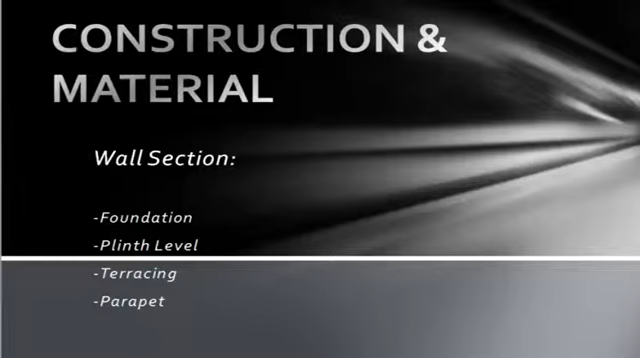 CONSTRUCTION &
MATERIAL
Wall Section:
-Foundation
-Plinth Level
-Terracing
-Parapet